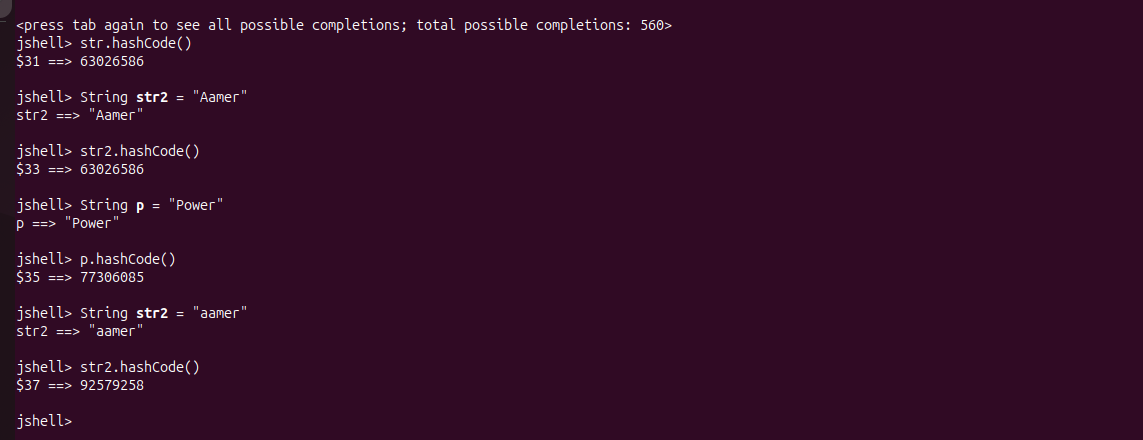 <press tab again to see all possible completions; total possible completions: 560>
jshell> str.hashCode()
$31 ==> 63026586
jshell> String str2 = "Aamer"
str2 ==> "Aamer"
jshell> str2.hashCode()
$33 ==> 63026586
jshell> String p = "Power"
p ==> "Power"
jshell> p.hashCode()
$35 ==> 77306085
jshell> String str2 = "aamer"
str2 ==> "aamer"
jshell> str2.hashCode()
$37 ==> 92579258
jshell>